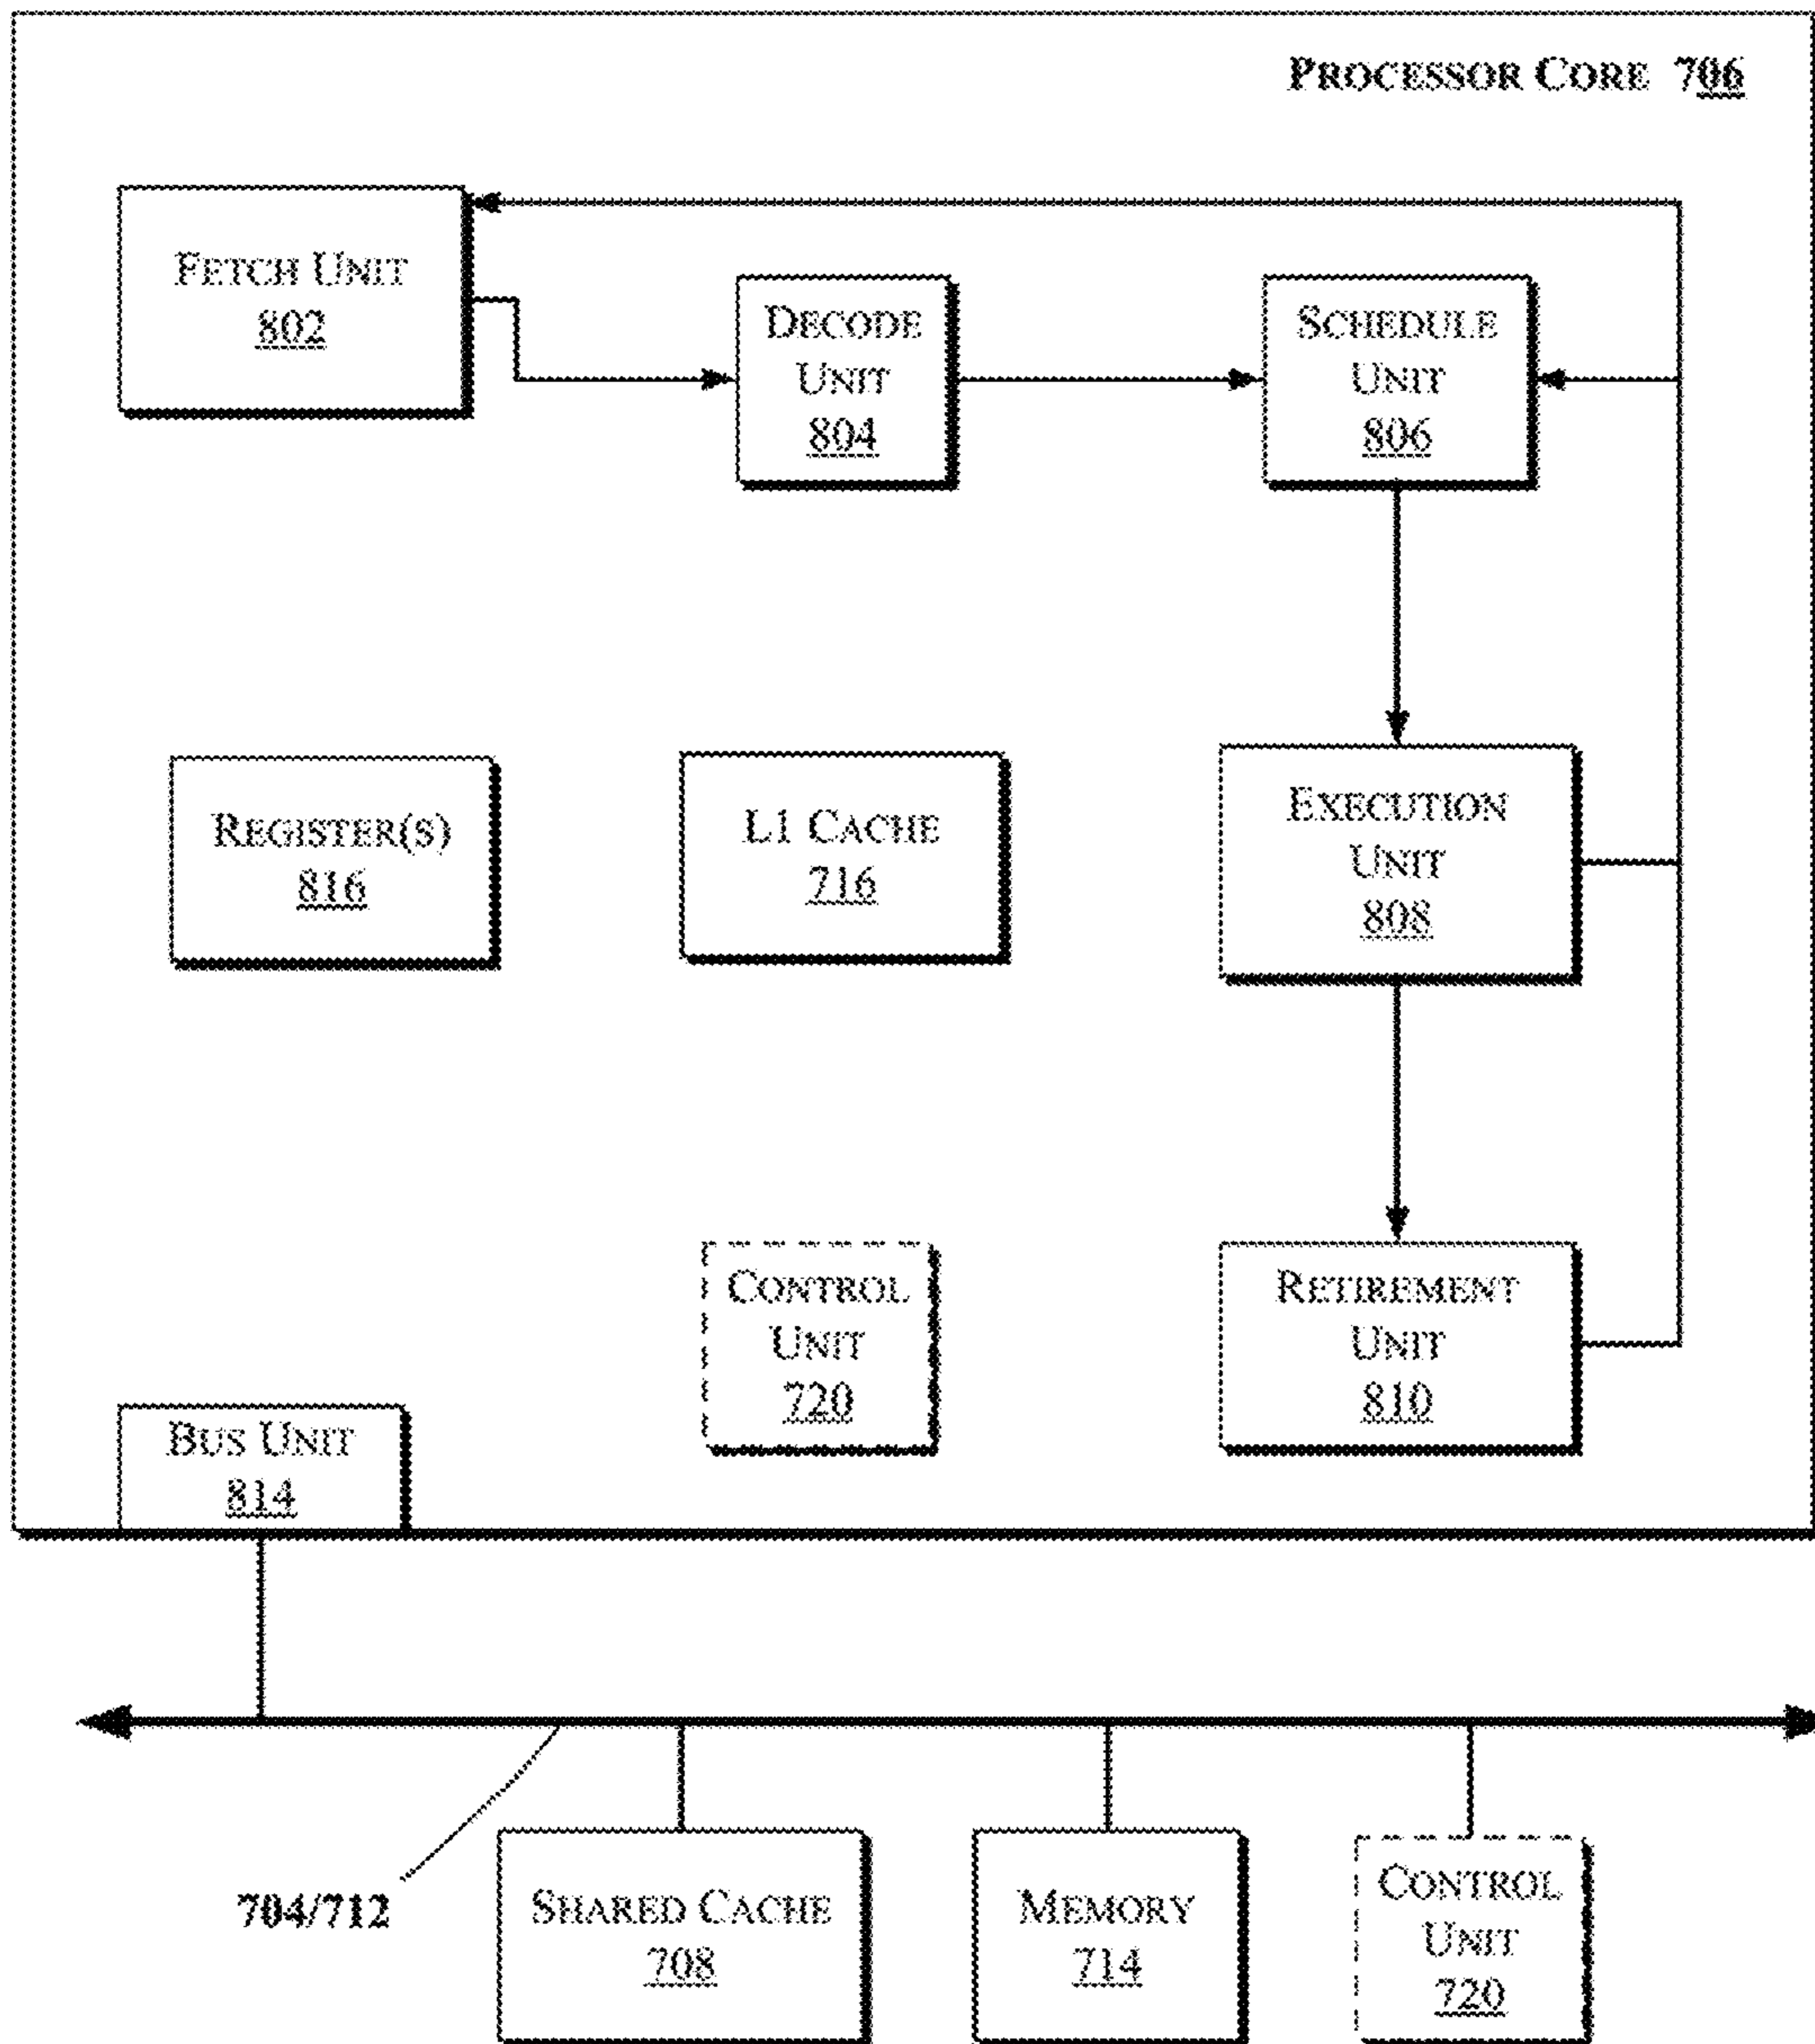 PROCESSOR CORE 706
FETCH UNIT
802
DECODE
UNIT
804
SCHEDULE
UNIT
806
REGISTER(S)
816
L1 CACHE
716
EXECUTION
UNIT
808
CONTROL
UNIT
720
RETIREMENT
UNIT
810
BUS UNIT
814
704/712
SHARED CACHE
708
MEMORY
714
CONTROL
UNIT
720